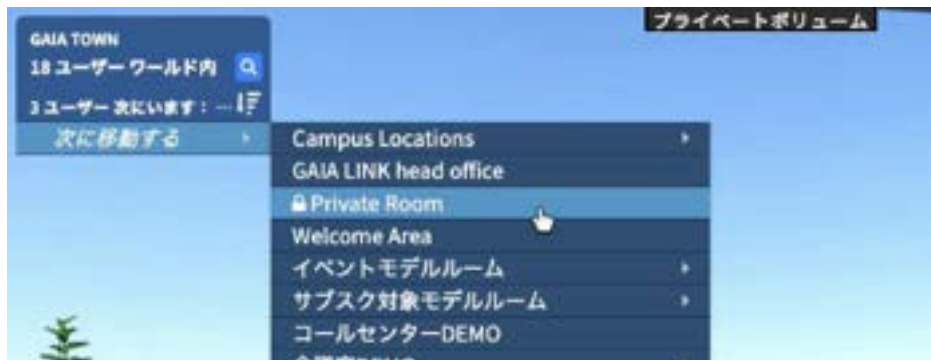 プライベートボリューム
GAIA TOWN
18 ユーザー ワールド内
3 ユーザー 次にいます: ...
次に移動する
Campus Locations
GAIA LINK head office
Private Room
Welcome Area
イベントモデルルーム
サブスク対象モデルルーム
コールセンターDEMO